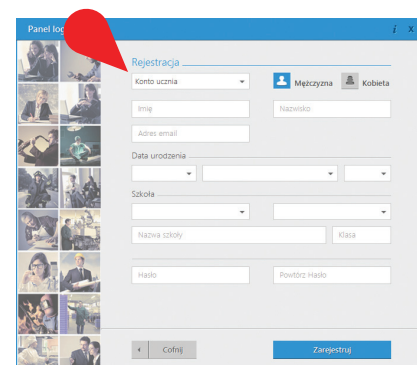 Panel log
i x
Rejestracja
Konto ucznia
Mężczyzna
Kobieta
Imię
Nazwisko
Adres email
Data urodzenia
Szkoła
Nazwa szkoły
Klasa
Hasło
Powtórz Hasło
Cofnij
Zarejestruj